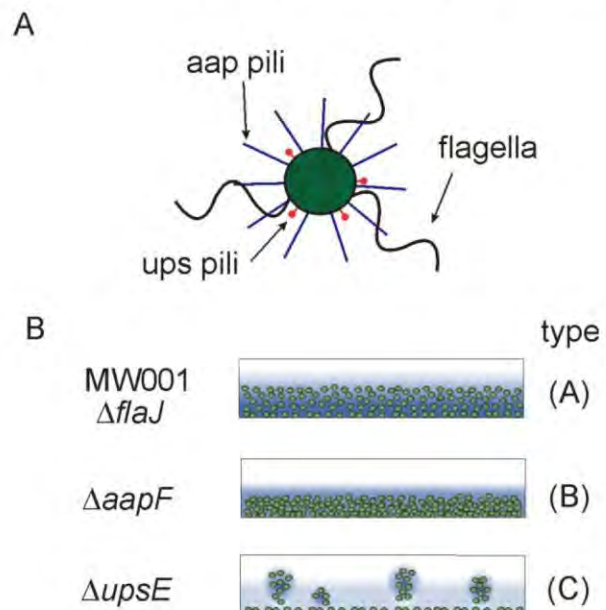 A
aap pili
flagella
ups pili
B
type
MW001
ΔflaJ
(A)
ΔaapF
(B)
ΔupsE
(C)